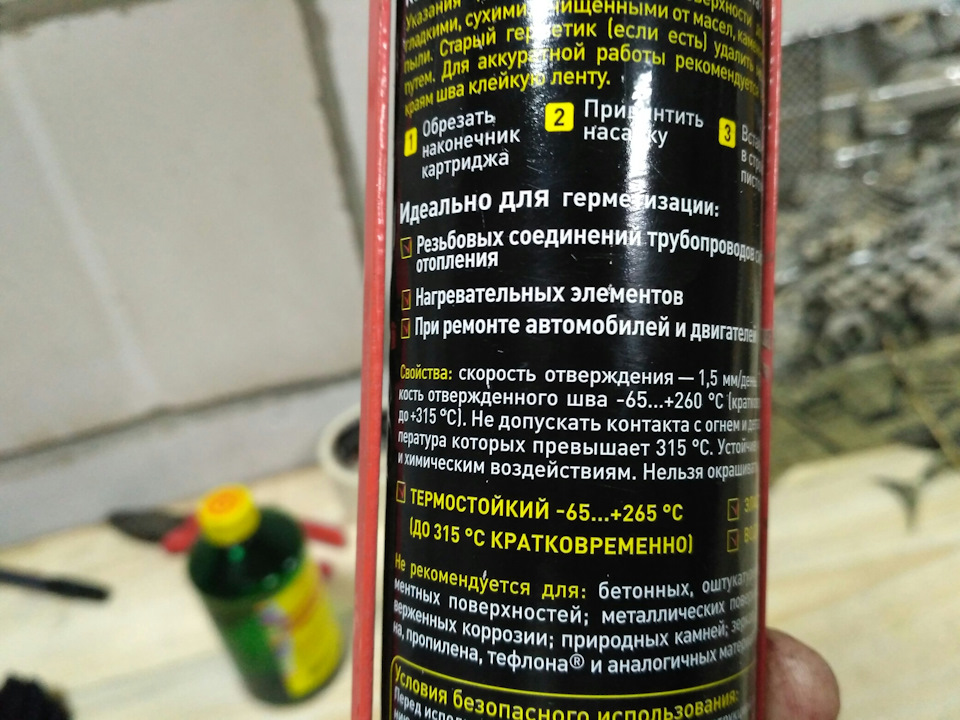 Указания
гладкими, сухими, очищенными от масел,
пыли. Старый герметик (если есть) удалить
путем. Для аккуратной работы рекомендуется
краям шва клейкую ленту.
1 Обрезать наконечник картриджа
2 Привинтить насадку
3
Идеально для герметизации:
Резьбовых соединений трубопроводов
отопления
Нагревательных элементов
При ремонте автомобилей и двигателей
Свойства: скорость отверждения — 1,5 мм/день
кость отвержденного шва -65...+260 °C
до +315 °C). Не допускать контакта с огнем и
пература которых превышает 315 °C.
и химическим воздействиям. Нельзя окрашивать
ТЕРМОСТОЙКИЙ -65...+265 °C
(ДО 315 °C КРАТКОВРЕМЕННО)
Не рекомендуется для: бетонных,
ментных поверхностей; металлических
верженных коррозии; природных камней;
на, пропилена, тефлона® и аналогичных
Условия безопасного использования:
Перед